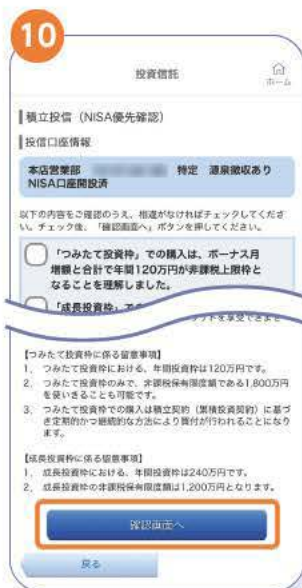 10
投資信託
ホーム
積立投信（NISA優先確認）
投信口座情報
本店営業部 特定 源泉徴収あり
NISA口座開設済
以下の内容をご確認のうえ、相違がなければチェックしてくださ
い。チェック後、「確認画面へ」ボタンを押してください。
「つみたて投資枠」での購入は、ボーナス月
増額と合計で年間120万円が非課税上限枠と
なることを理解しました。
「成長投資枠」での
【つみたて投資枠に係る留意事項】
1. つみたて投資枠における、年間投資枠は120万円です。
2. つみたて投資枠のみで、非課税保有限度額である1,800万円
を使いきることも可能です。
3. つみたて投資枠での購入は積立契約（累積投資契約）に基づ
き定期的かつ継続的な方法により買付が行われることになり
ます。
【成長投資枠に係る留意事項】
1. 成長投資枠における、年間投資枠は240万円です。
2. 成長投資枠の非課税保有限度額は1,200万円となります。
確認画面へ
戻る